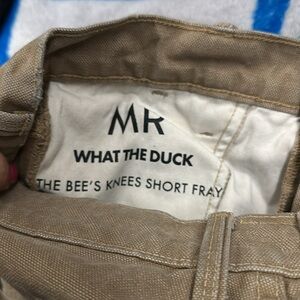 MR
WHAT THE DUCK
THE BEE'S KNEES SHORT FRAY